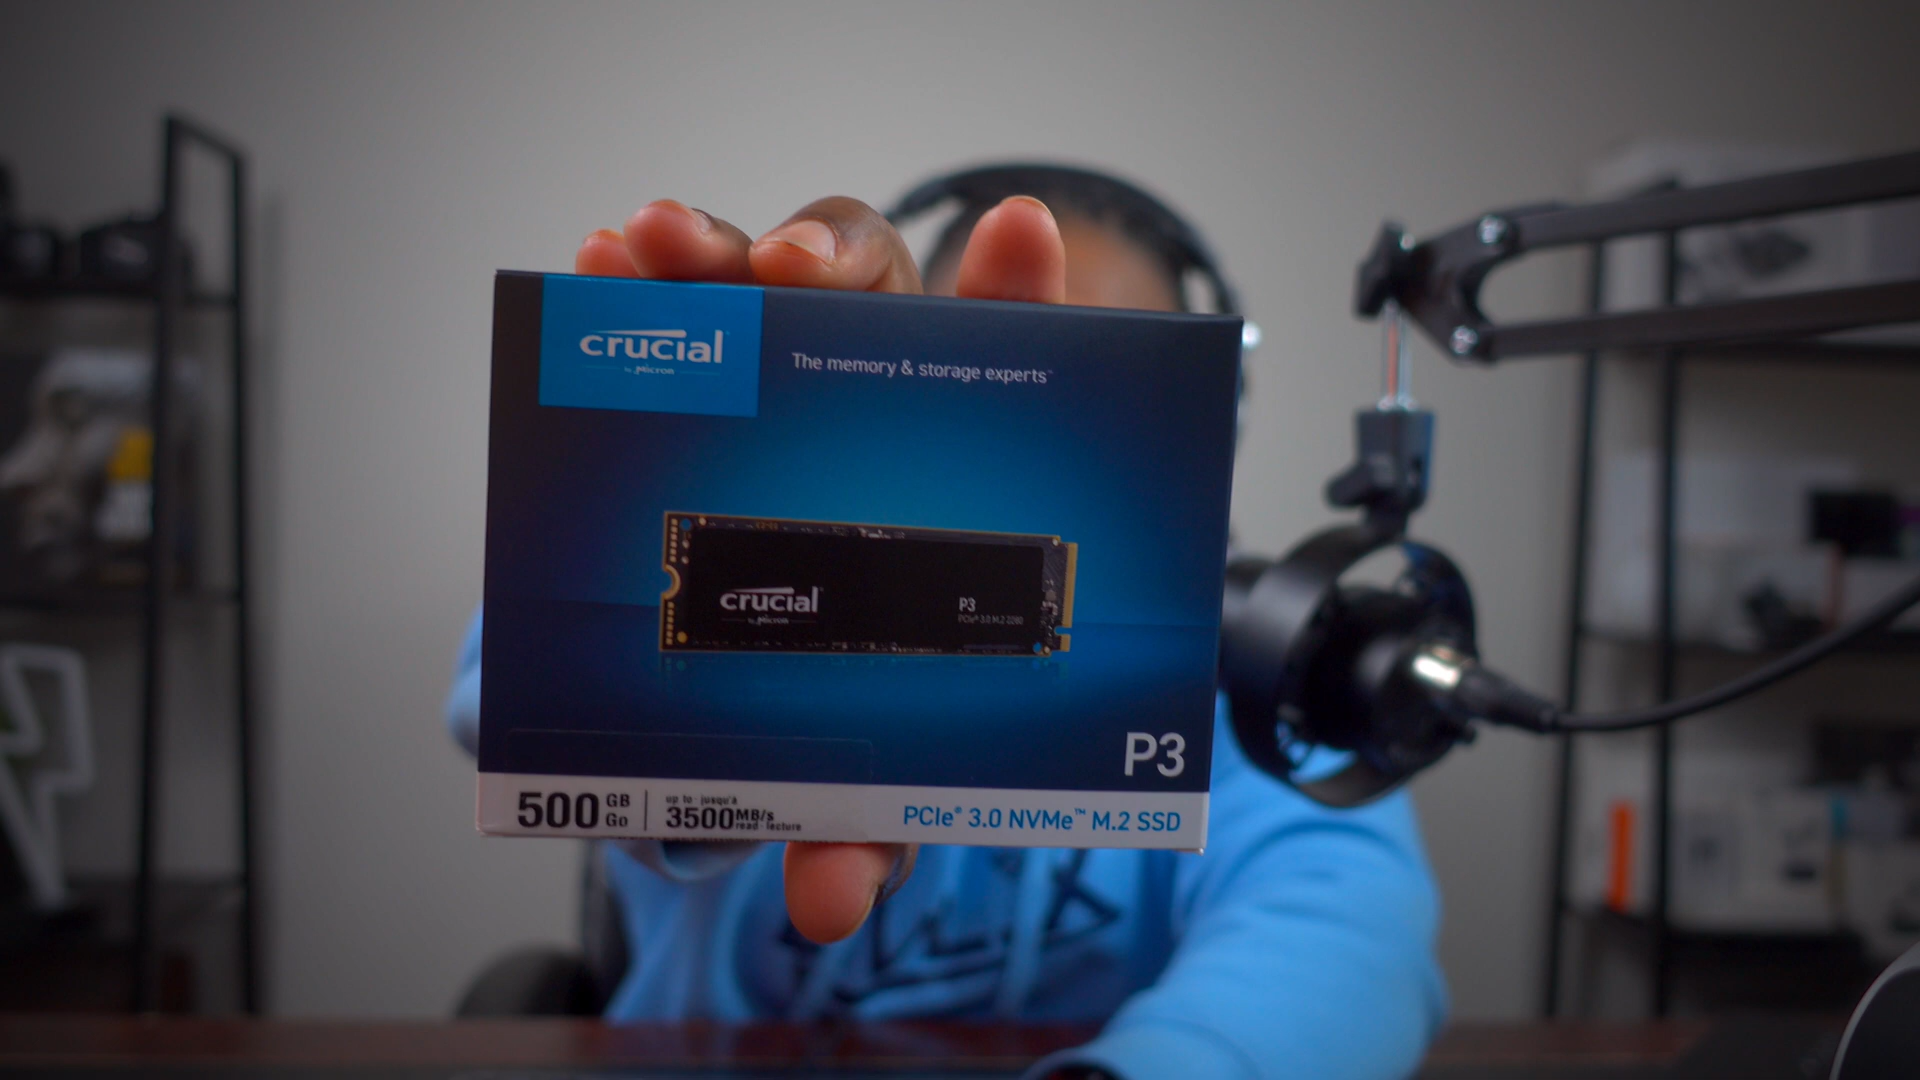 crucial
by Micron
The memory & storage experts™
crucial
by Micron
P3
PCIe® 3.0 M.2 2280
P3
500 GB
Go
up to · jusqu'à
3500 MB/s
read · lecture
PCIe® 3.0 NVMe™ M.2 SSD